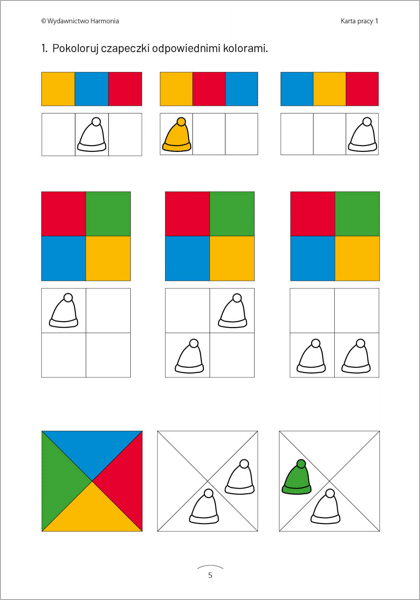 © Wydawnictwo Harmonia
Karta pracy 1
1. Pokoloruj czapeczki odpowiednimi kolorami.
5